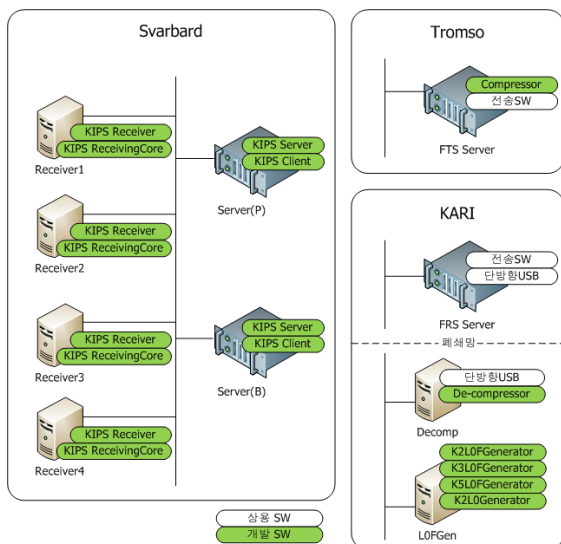 Svarbard
KIPS Receiver
KIPS ReceivingCore
Receiver1
KIPS Receiver
KIPS ReceivingCore
Receiver2
KIPS Receiver
KIPS ReceivingCore
Receiver3
KIPS Receiver
KIPS ReceivingCore
Receiver4
KIPS Server
KIPS Client
Server(P)
KIPS Server
KIPS Client
Server(B)
상용 SW
개발 SW
Tromso
Compressor
전송SW
FTS Server
KARI
전송SW
단방향USB
FRS Server
폐쇄망
단방향USB
De-compressor
Decomp
K2L0FGenerator
K3L0FGenerator
K5L0FGenerator
K2L0Generator
L0FGen